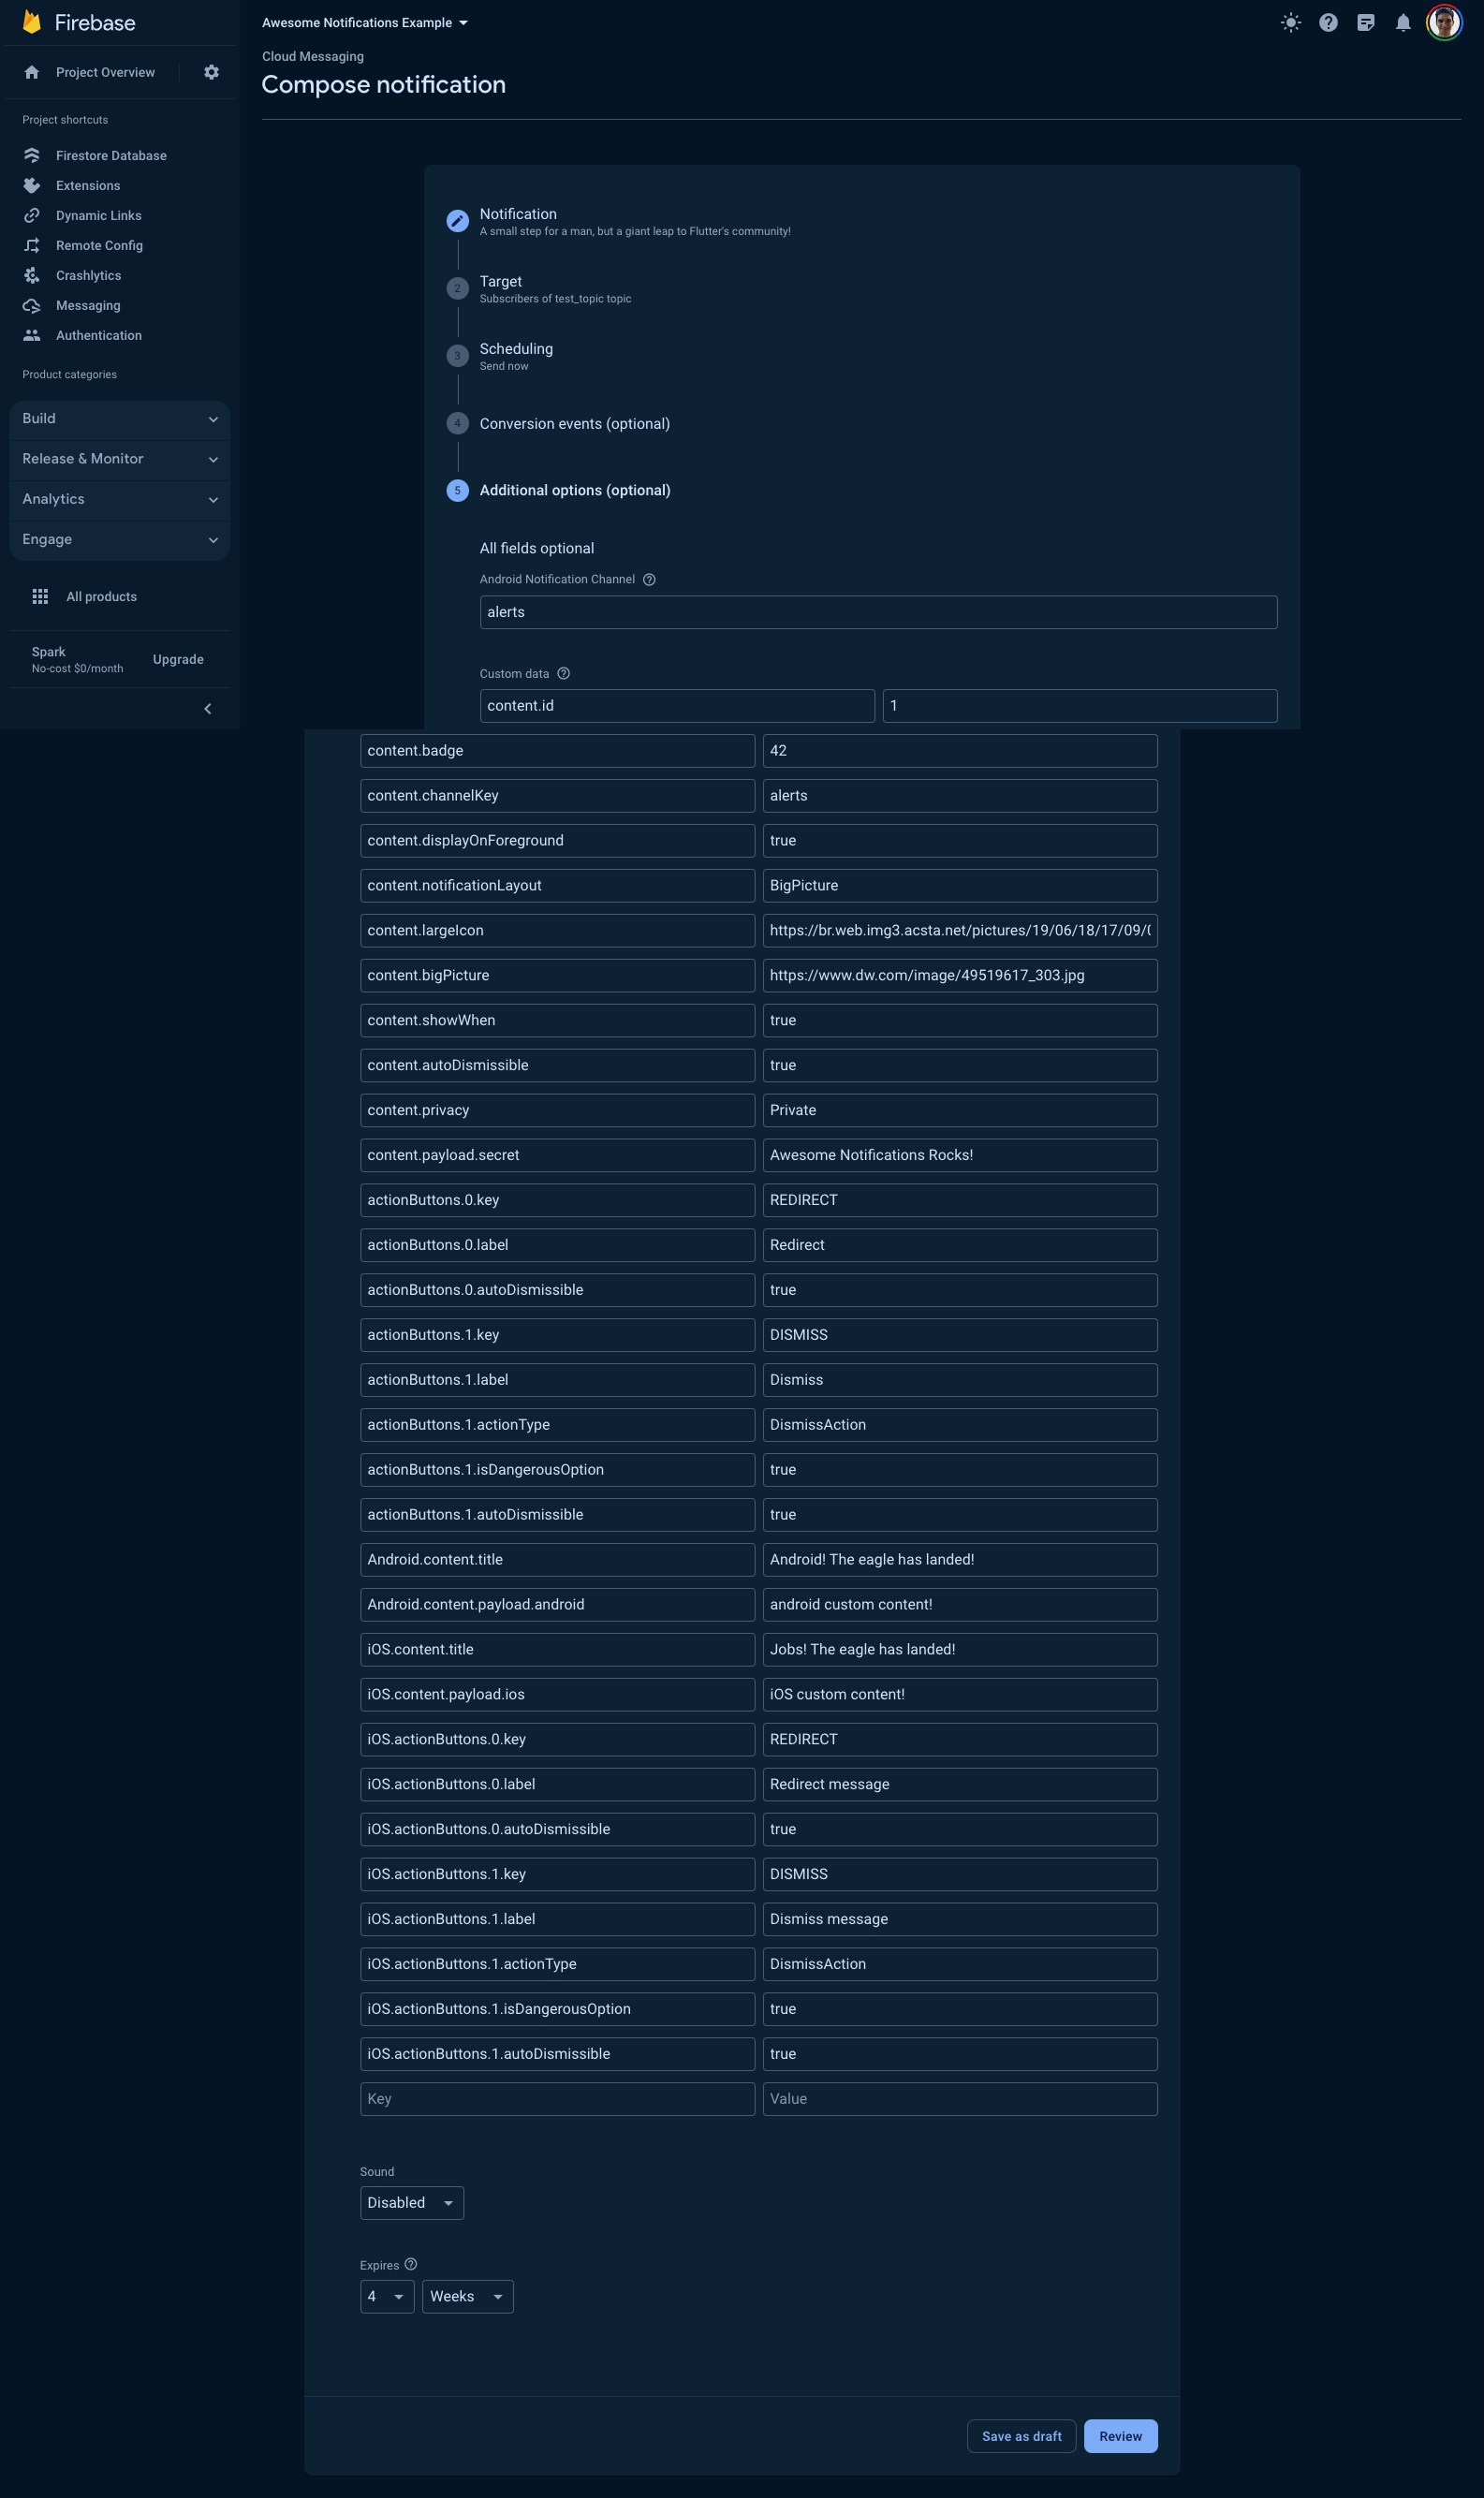 Firebase
Awesome Notifications Example
Project Overview
Cloud Messaging
Compose notification
Project shortcuts
Firestore Database
Extensions
Dynamic Links
Remote Config
Crashlytics
Messaging
Authentication
Product categories
Build
Release & Monitor
Analytics
Engage
All products
Spark
No-cost $0/month
Upgrade
Notification
A small step for a man, but a giant leap to Flutter's community!
2
Target
Subscribers of test_topic topic
3
Scheduling
Send now
4
Conversion events (optional)
5
Additional options (optional)
All fields optional
Android Notification Channel
alerts
Custom data
content.id 1
content.badge 42
content.channelKey alerts
content.displayOnForeground true
content.notificationLayout BigPicture
content.largeIcon https://br.web.img3.acsta.net/pictures/19/06/18/17/09/
content.bigPicture https://www.dw.com/image/49519617_303.jpg
content.showWhen true
content.autoDismissible true
content.privacy Private
content.payload.secret Awesome Notifications Rocks!
actionButtons.0.key REDIRECT
actionButtons.0.label Redirect
actionButtons.0.autoDismissible true
actionButtons.1.key DISMISS
actionButtons.1.label Dismiss
actionButtons.1.actionType DismissAction
actionButtons.1.isDangerousOption true
actionButtons.1.autoDismissible true
Android.content.title Android! The eagle has landed!
Android.content.payload.android android custom content!
iOS.content.title Jobs! The eagle has landed!
iOS.content.payload.ios iOS custom content!
iOS.actionButtons.0.key REDIRECT
iOS.actionButtons.0.label Redirect message
iOS.actionButtons.0.autoDismissible true
iOS.actionButtons.1.key DISMISS
iOS.actionButtons.1.label Dismiss message
iOS.actionButtons.1.actionType DismissAction
iOS.actionButtons.1.isDangerousOption true
iOS.actionButtons.1.autoDismissible true
Key Value
Sound
Disabled
Expires
4 Weeks
Save as draft Review